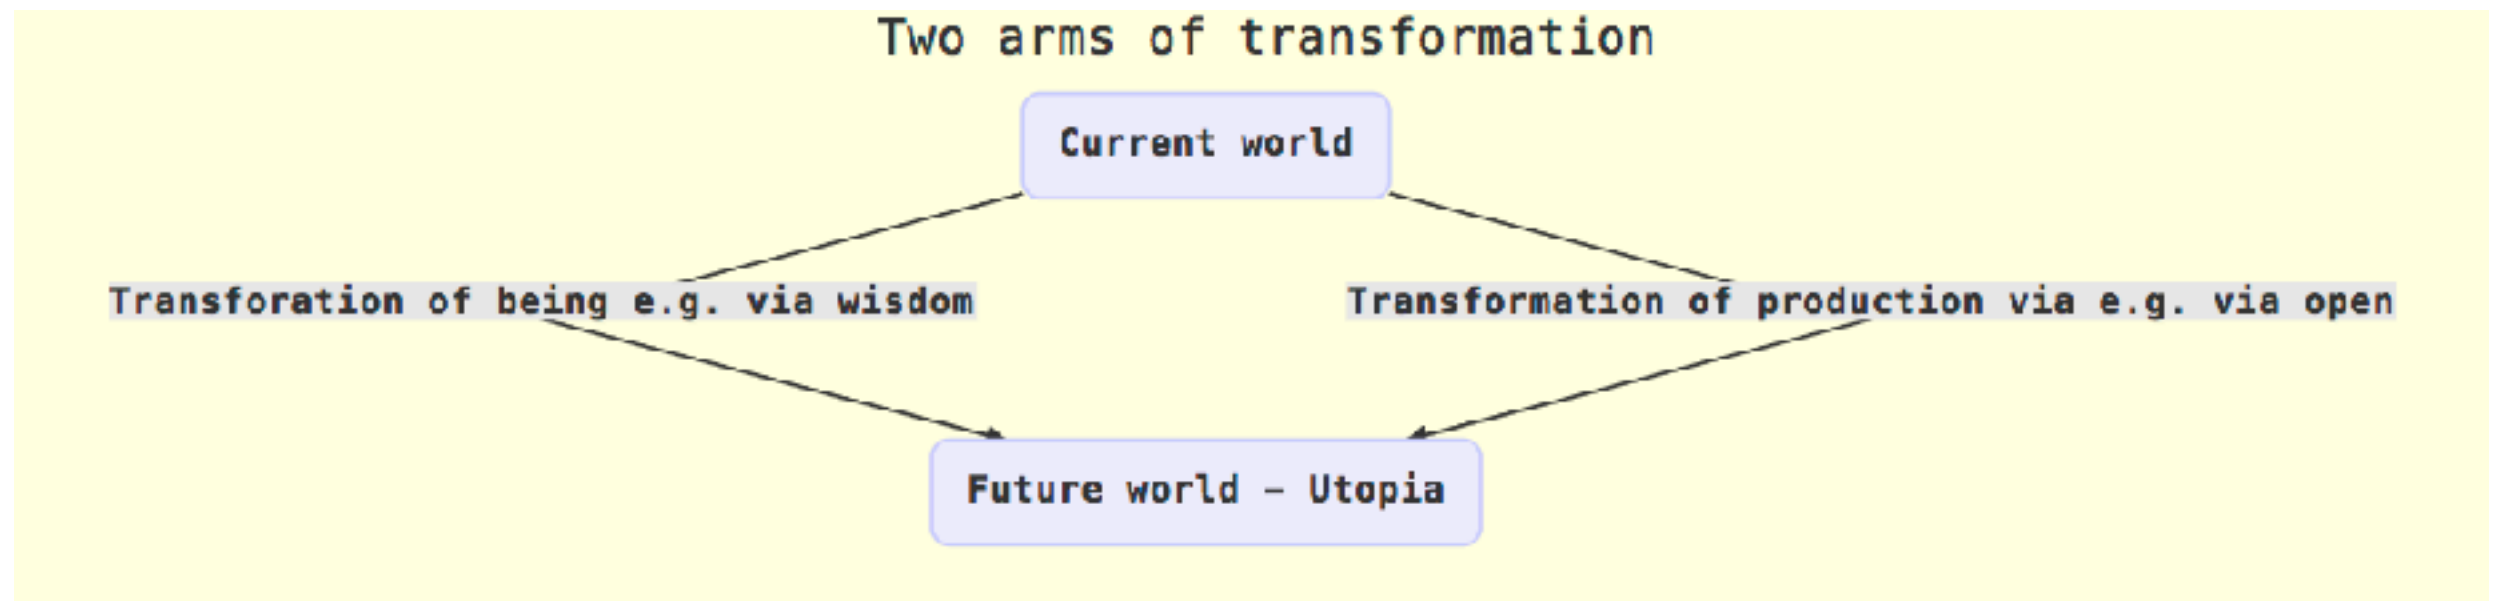 Two arms of transformation
Current world
Transforation of being e.g. via wisdom
Transformation of production via e.g. via open
Future world - Utopia